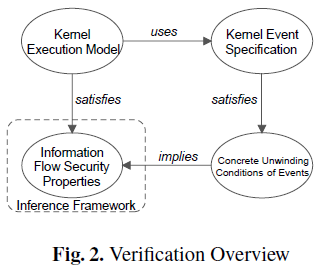 Kernel
Execution Model
uses
Kernel Event
Specification
satisfies
satisfies
Information
Flow Security
Properties
implies
Concrete Unwinding
Conditions of Events
Inference Framework
Fig. 2. Verification Overview